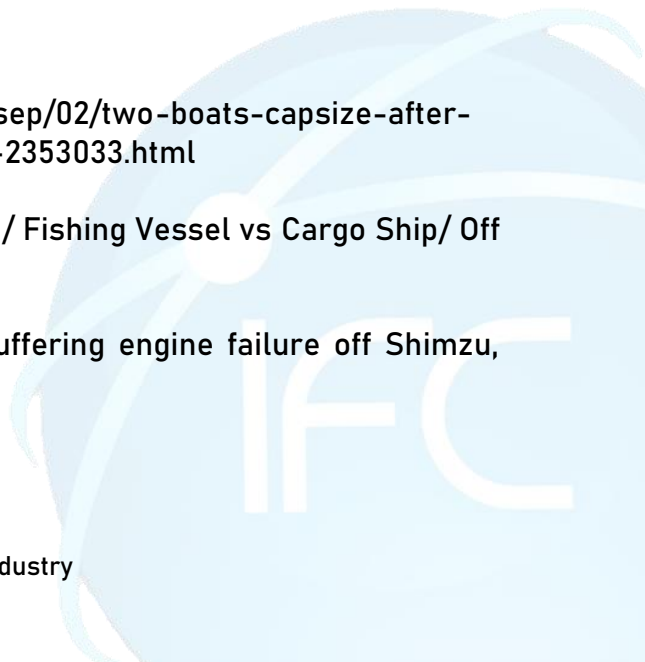 sep/02/two-boats-capsize-after-
-2353033.html
/ Fishing Vessel vs Cargo Ship/ Off
uffering engine failure off Shimzu,
IFC
dustry